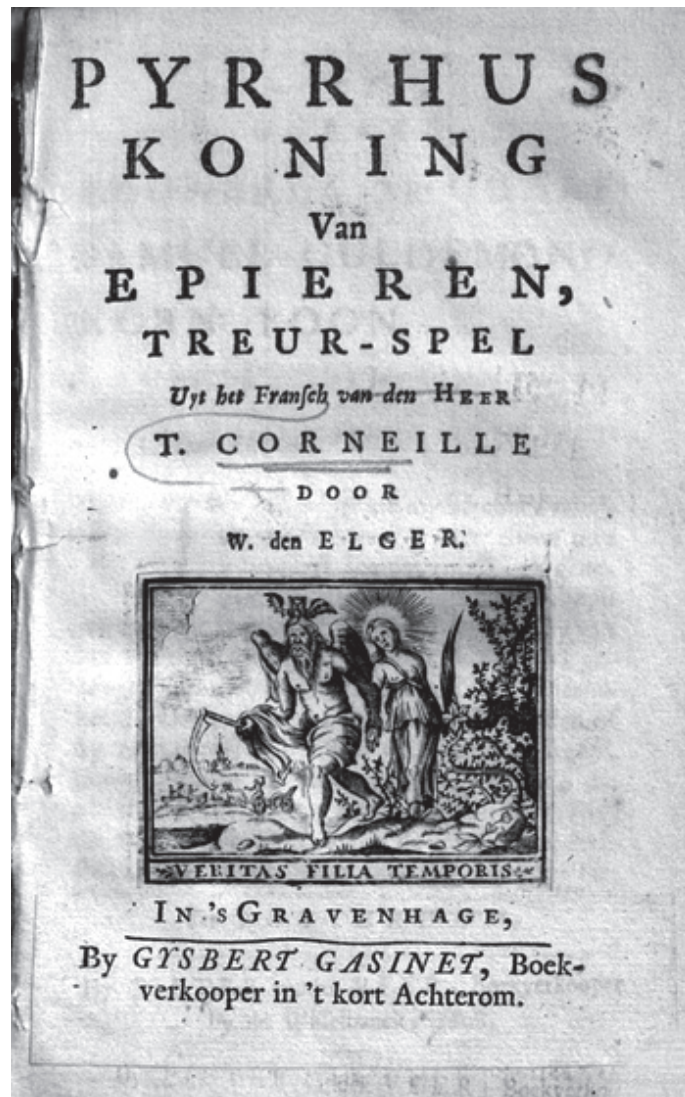 PYRRHUS
KONING
Van
EPIEREN,
TREUR-SPEL
Uyt het Fransch van den HEER
T. CORNEILLE
DOOR
W. den ELGER.
VERITAS FILIA TEMPORIS
IN 'S GRAVENHAGE,
By GYSBERT GASINET, Boek-
verkooper in 't kort Achterom.